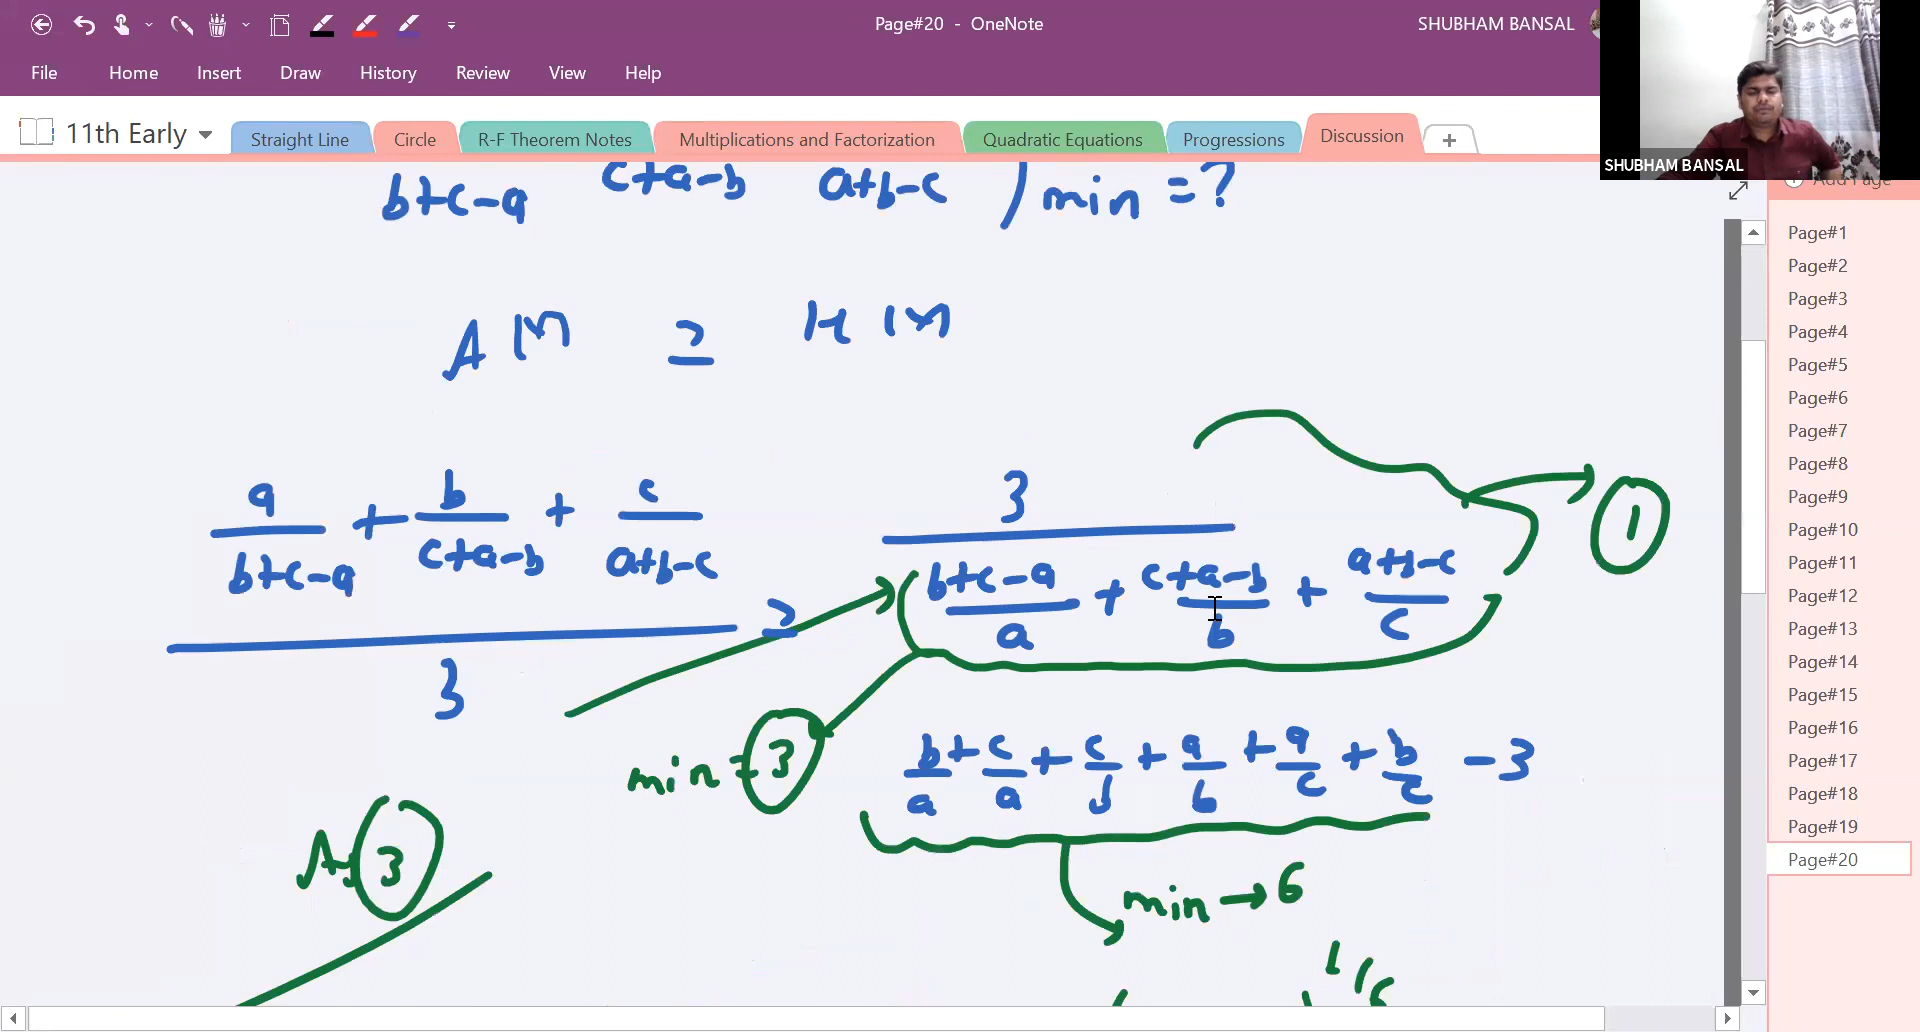 Page#20 - OneNote
SHUBHAM BANSAL
File Home Insert Draw History Review View Help
11th Early
Straight Line Circle R-F Theorem Notes Multiplications and Factorization Quadratic Equations Progressions Discussion
SHUBHAM BANSAL
Add Page
b+c-a c+a-b a+b-c ) min = ?
AM ≥ HM
a/(b+c-a) + b/(c+a-b) + c/(a+b-c)
3
≥
3
(b+c-a)/a + (c+a-b)/b + (a+b-c)/c
1
min = 3
b/a + c/a + c/b + a/b + a/c + b/c - 3
min → 6
A 3
Page#1
Page#2
Page#3
Page#4
Page#5
Page#6
Page#7
Page#8
Page#9
Page#10
Page#11
Page#12
Page#13
Page#14
Page#15
Page#16
Page#17
Page#18
Page#19
Page#20